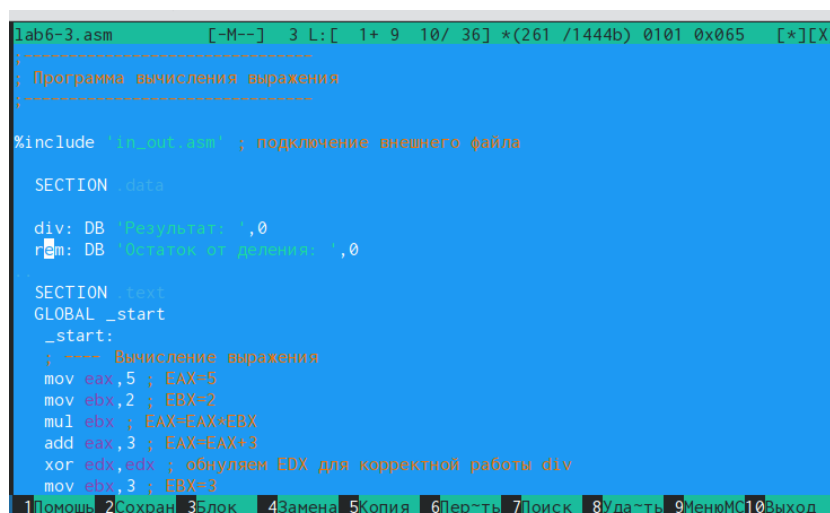 lab6-3.asm [-M--] 3 L:[ 1+ 9 10/ 36] *(261 /1444b) 0101 0x065 [*][X
;--------------------------------
; Программа вычисления выражения
;--------------------------------
%include 'in_out.asm' ; подключение внешнего файла
SECTION .data
div: DB 'Результат: ',0
rem: DB 'Остаток от деления: ',0
SECTION .text
GLOBAL _start
_start:
; ---- Вычисление выражения
mov eax,5 ; EAX=5
mov ebx,2 ; EBX=2
mul ebx ; EAX=EAX*EBX
add eax,3 ; EAX=EAX+3
xor edx,edx ; обнуляем EDX для корректной работы div
mov ebx,3 ; EBX=3
1Помощь 2Сохран 3Блок 4Замена 5Копия 6Пер~ть 7Поиск 8Уда~ть 9МенюМС 10Выход